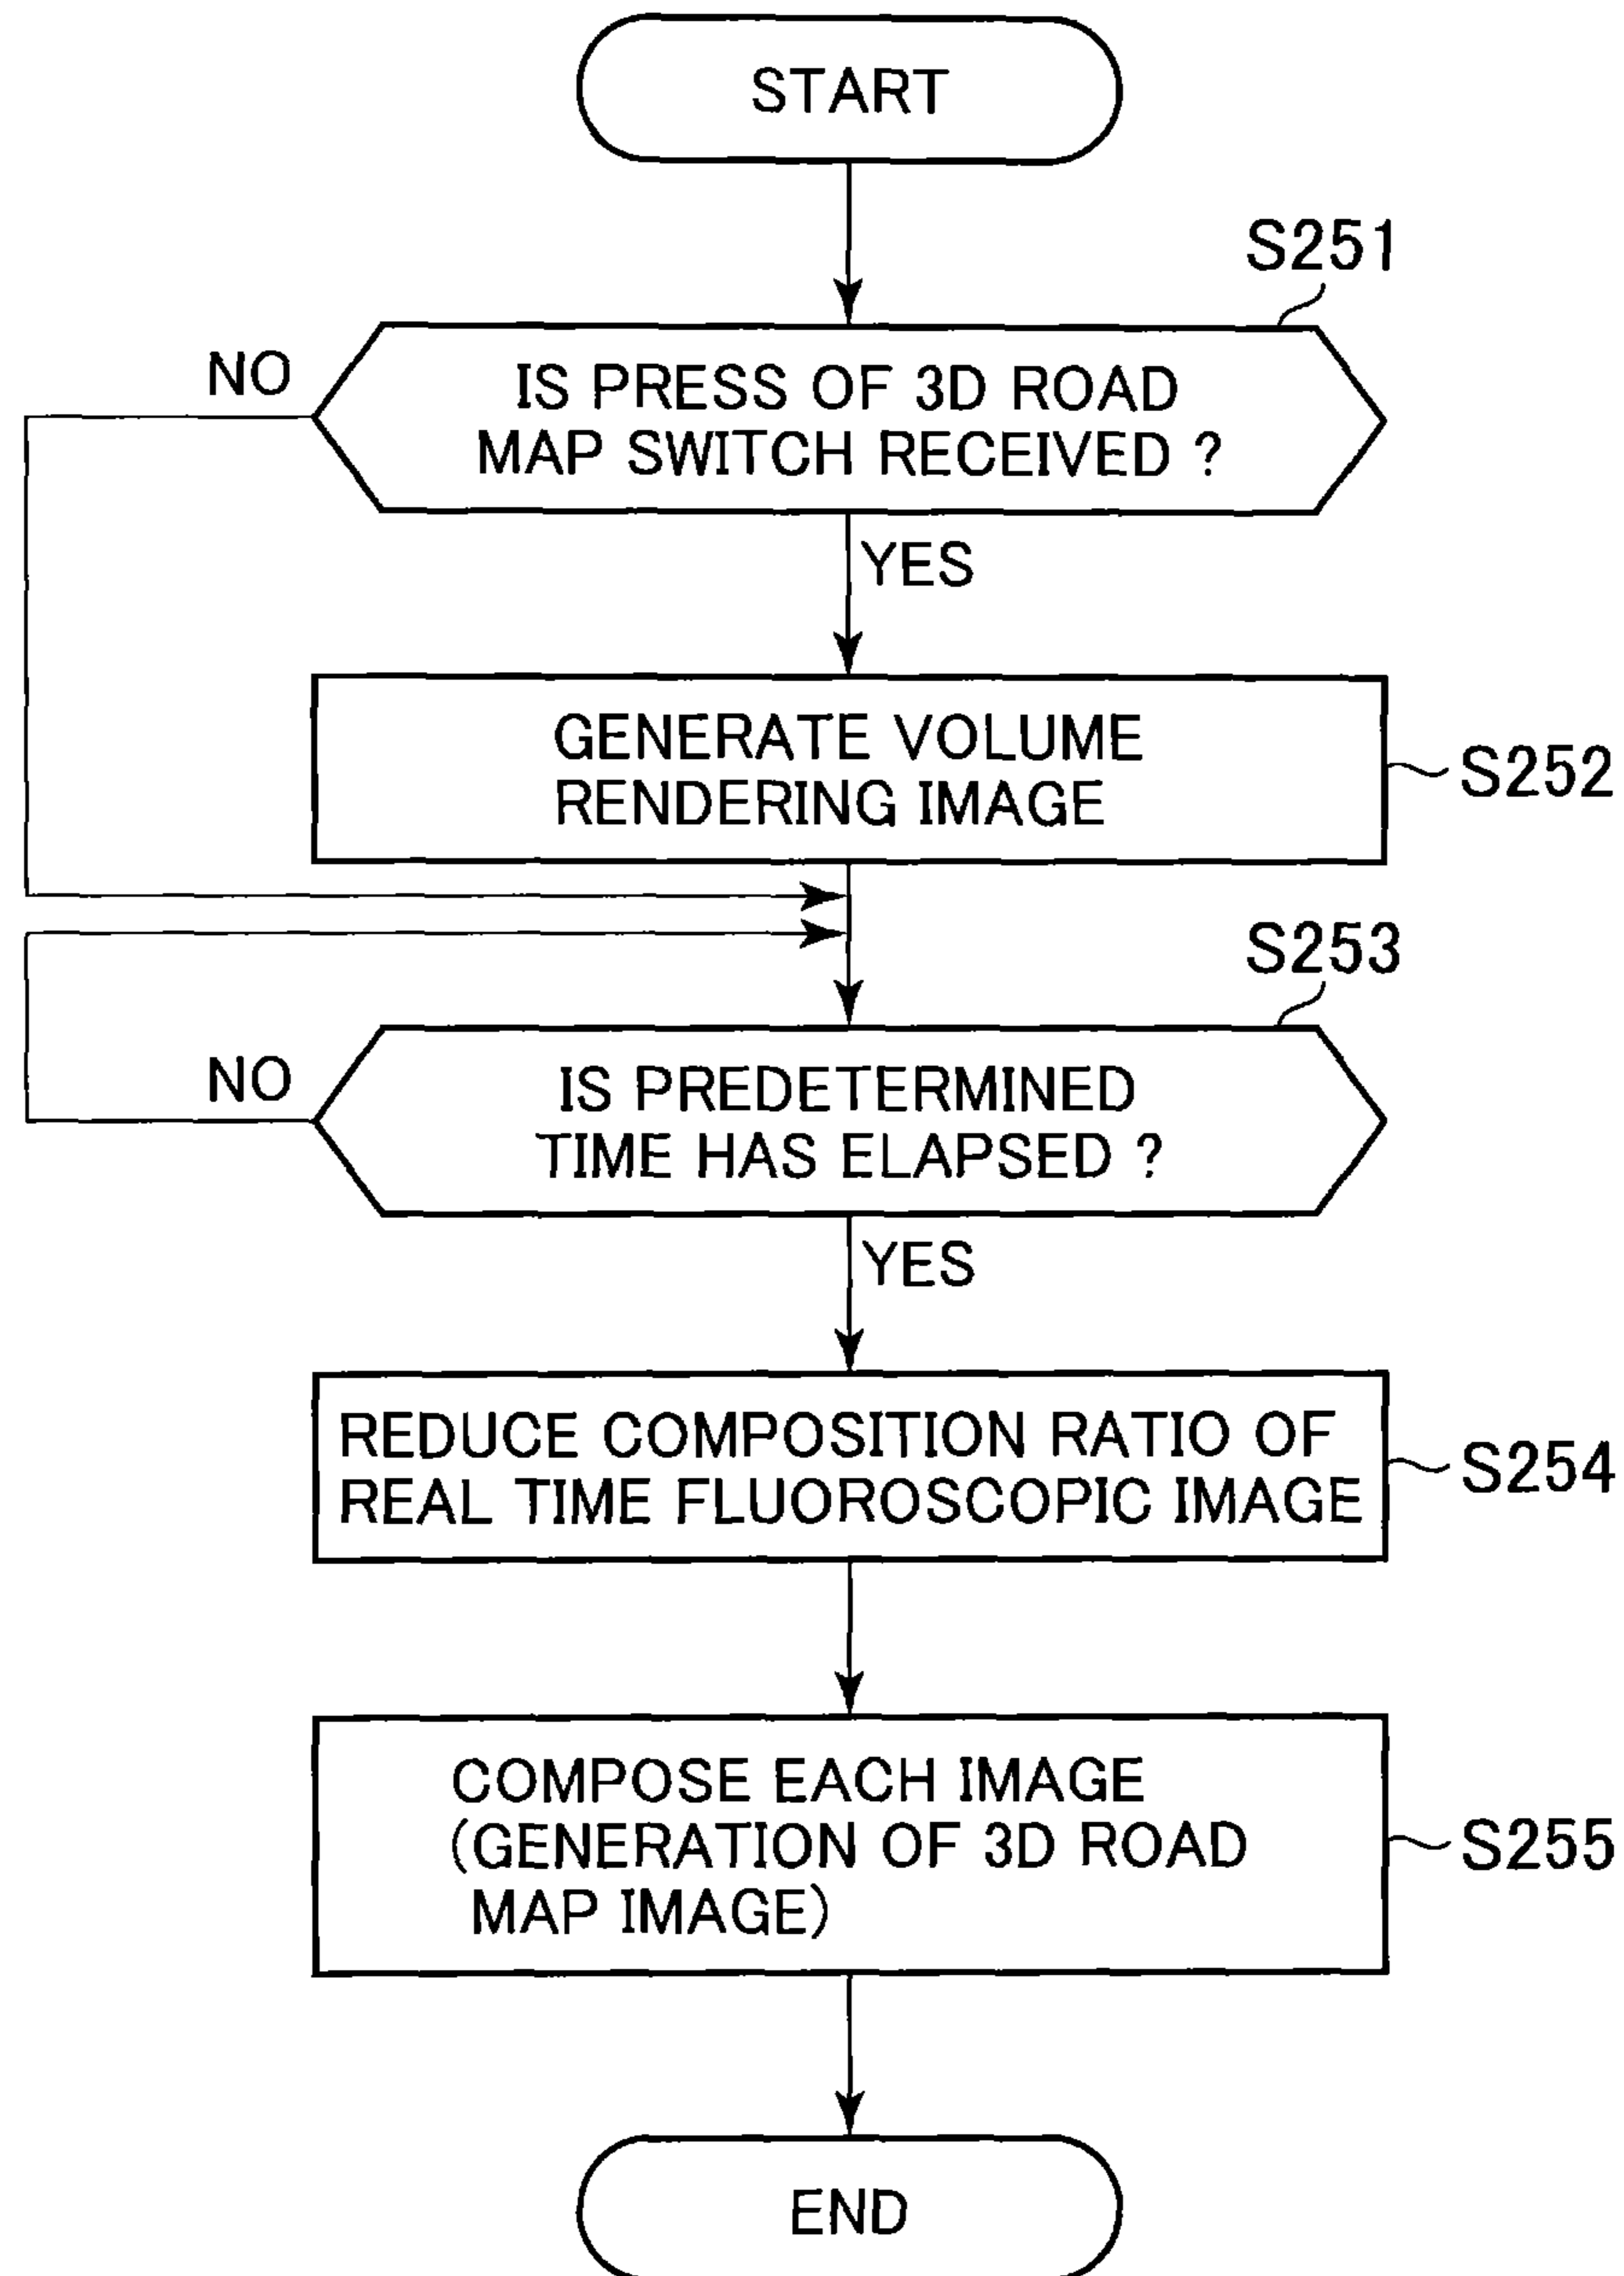 START
S251
NO
IS PRESS OF 3D ROAD
MAP SWITCH RECEIVED ?
YES
GENERATE VOLUME
RENDERING IMAGE
S252
S253
NO
IS PREDETERMINED
TIME HAS ELAPSED ?
YES
REDUCE COMPOSITION RATIO OF
REAL TIME FLUOROSCOPIC IMAGE
S254
COMPOSE EACH IMAGE
(GENERATION OF 3D ROAD
MAP IMAGE)
S255
END